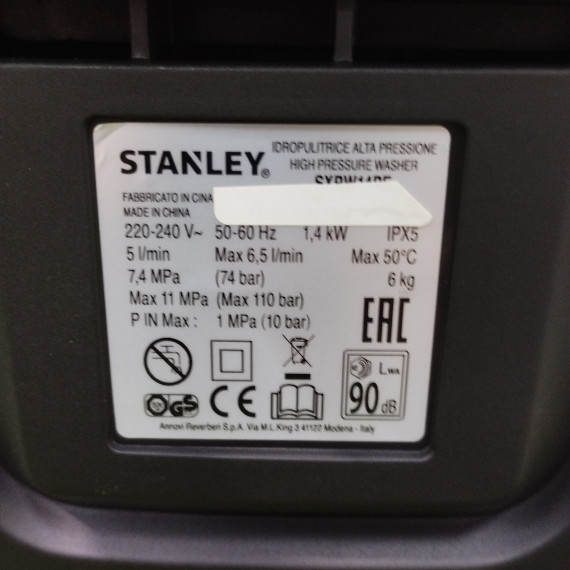 STANLEY®
IDROPULITRICE ALTA PRESSIONE
HIGH PRESSURE WASHER
FABBRICATO IN CINA
MADE IN CHINA
220-240 V~ 50-60 Hz 1,4 kW IPX5
5 l/min Max 6,5 l/min Max 50°C
7,4 MPa (74 bar) 6 kg
Max 11 MPa (Max 110 bar)
P IN Max : 1 MPa (10 bar)
EAC
LWA
GS CE 90 dB
Annovi Reverberi S.p.A. Via M.L.King 3 41122 Modena - Italy